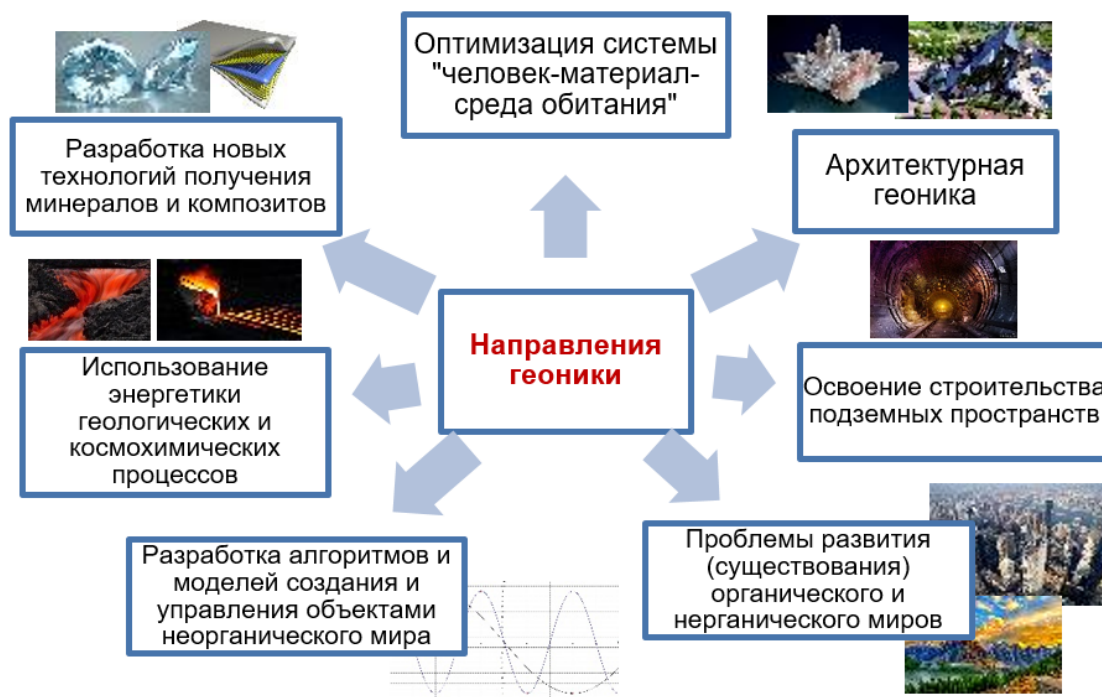 Оптимизация системы
"человек-материал-
среда обитания"
Разработка новых
технологий получения
минералов и композитов
Архитектурная
геоника
Направления
геоники
Использование
энергетики
геологических и
космохимических
процессов
Освоение строительства
подземных пространств
Разработка алгоритмов и
моделей создания и
управления объектами
неорганического мира
Проблемы развития
(существования)
органического и
нерганического миров